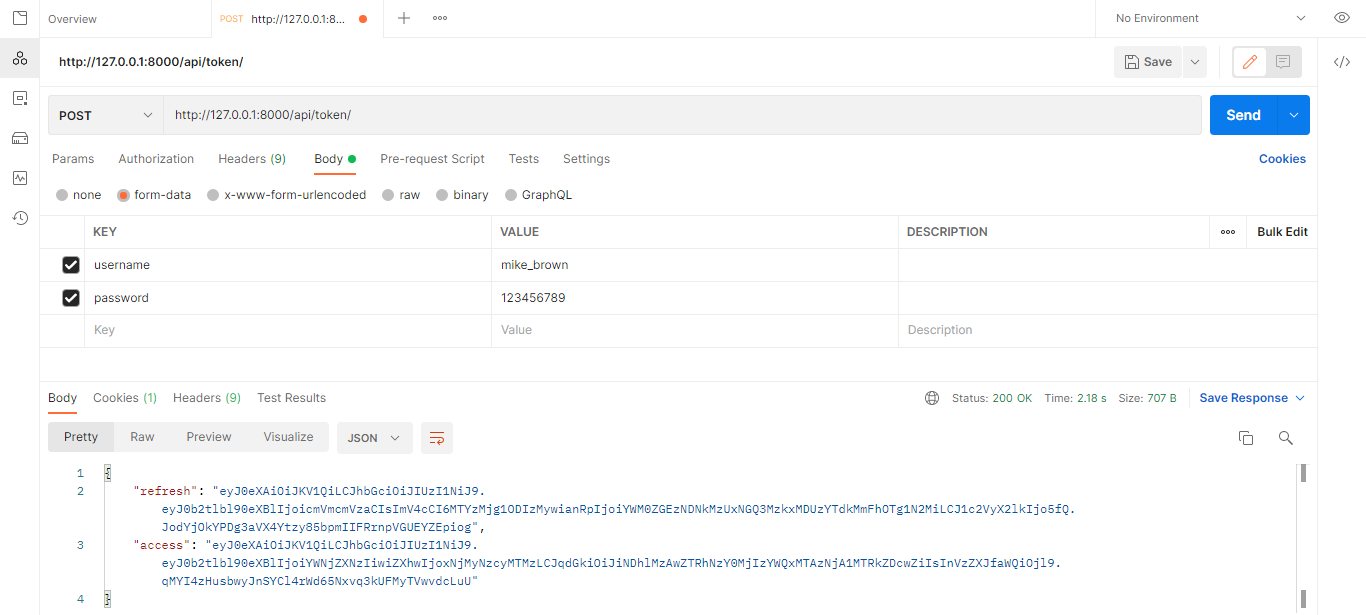 Overview
POST http://127.0.0.1:8...
No Environment
http://127.0.0.1:8000/api/token/
Save
POST
http://127.0.0.1:8000/api/token/
Send
Params Authorization Headers (9) Body Pre-request Script Tests Settings Cookies
none form-data x-www-form-urlencoded raw binary GraphQL
KEY VALUE DESCRIPTION Bulk Edit
username mike_brown
password 123456789
Key Value Description
Body Cookies (1) Headers (9) Test Results Status: 200 OK Time: 2.18 s Size: 707 B Save Response
Pretty Raw Preview Visualize JSON
1 {
2 "refresh": "eyJ0eXAiOiJKV1QiLCJhbGciOiJIUzI1NiJ9.
eyJ0b2tlbl90eXBlIjoicmVmcmVzaCIsImV4cCI6MTYzMjg1ODIzMywianRpIjoiYWM0ZGEzNDNkMzUxNGQ3MzkxMDUzYTdkMmFhOTg1N2MiLCJ1c2VyX2lkIjo5fQ.
JodYjOkYPDg3aVX4Ytzy85bpmIIFRrnpVGUEYZEpiog",
3 "access": "eyJ0eXAiOiJKV1QiLCJhbGciOiJIUzI1NiJ9.
eyJ0b2tlbl90eXBlIjoiYWNjZXNzIiwiZXhwIjoxNjMyNzcyMTMzLCJqdGkiOiJiNDhlMzAwZTRhNzY0MjIzYWQxMTAzNjA1MTRkZDcwZiIsInVzZXJfaWQiOjl9.
qMYI4zHusbwyJnSYCl4rWd65Nxvq3kUFMyTVwvdcLuU"
4 }